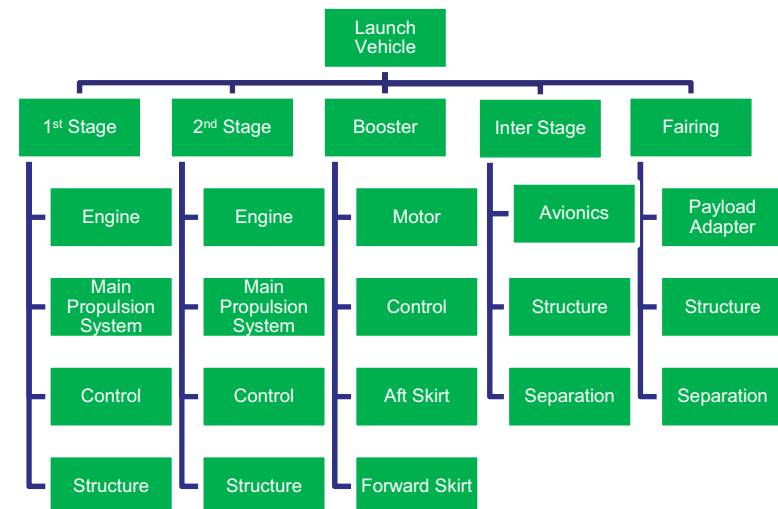 Launch
Vehicle
1st Stage
2nd Stage
Booster
Inter Stage
Fairing
Engine
Engine
Motor
Avionics
Payload
Adapter
Main
Propulsion
System
Main
Propulsion
System
Control
Structure
Structure
Control
Control
Aft Skirt
Separation
Separation
Structure
Structure
Forward Skirt